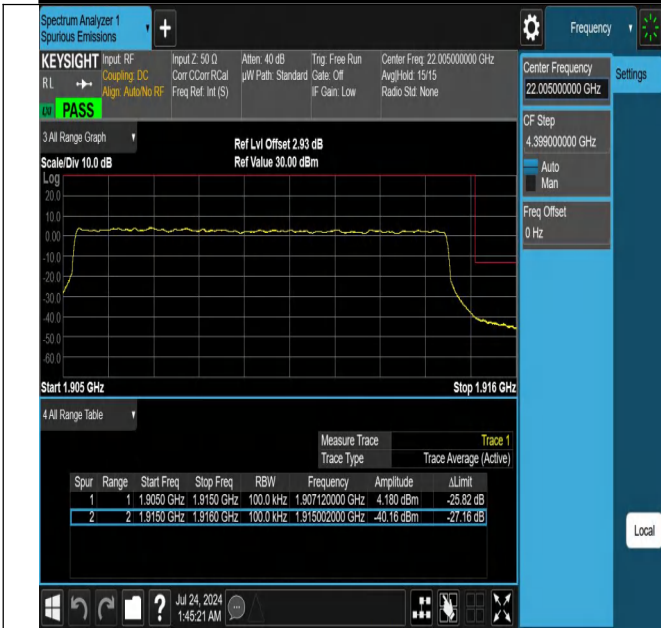 Spectrum Analyzer 1
Spurious Emissions
Frequency
KEYSIGHT Input: RF Input Z: 50 Ω Atten: 40 dB Trig: Free Run Center Freq: 22.005000000 GHz
RL Coupling: DC Corr CCorr RCal µW Path: Standard Gate: Off Avg|Hold: 15/15
Align: Auto/No RF Freq Ref: Int (S) IF Gain: Low Radio Std: None
LXI PASS
Center Frequency
22.005000000 GHz
Settings
CF Step
4.399000000 GHz
Auto
Man
Freq Offset
0 Hz
3 All Range Graph
Ref Lvl Offset 2.93 dB
Scale/Div 10.0 dB Ref Value 30.00 dBm
Log
20.0
10.0
0.00
-10.0
-20.0
-30.0
-40.0
-50.0
-60.0
Start 1.905 GHz Stop 1.916 GHz
4 All Range Table
Measure Trace Trace 1
Trace Type Trace Average (Active)
Spur Range Start Freq Stop Freq RBW Frequency Amplitude ΔLimit
1 1 1.9050 GHz 1.9150 GHz 100.0 kHz 1.907120000 GHz 4.180 dBm -25.82 dB
2 2 1.9150 GHz 1.9160 GHz 100.0 kHz 1.915002000 GHz -40.16 dBm -27.16 dB
Local
Jul 24, 2024
1:45:21 AM